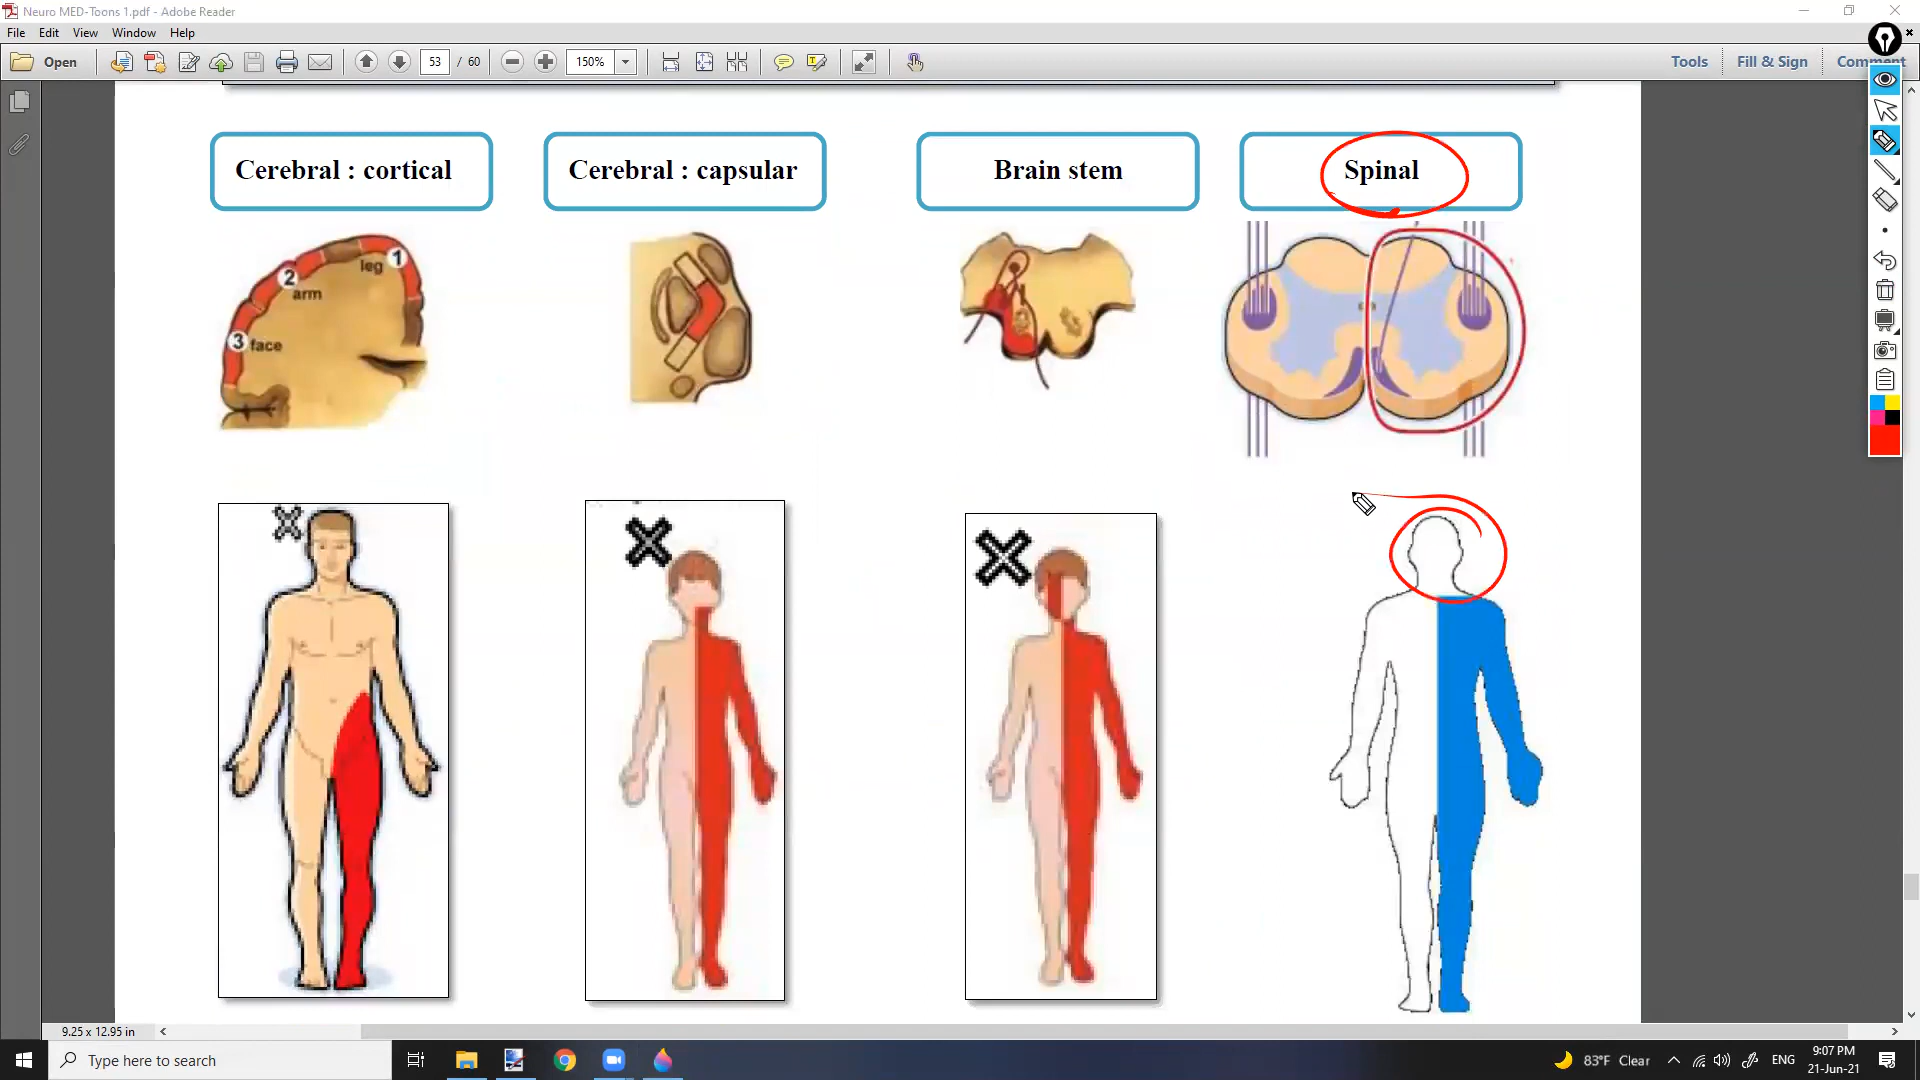 Neuro MED-Toons 1.pdf - Adobe Reader
File Edit View Window Help
Open 53 / 60 150% Tools Fill & Sign Comment
Cerebral : cortical
Cerebral : capsular
Brain stem
Spinal
1
leg
2
arm
3 face
9.25 x 12.95 in
Type here to search
83°F Clear
ENG
9:07 PM
21-Jun-21